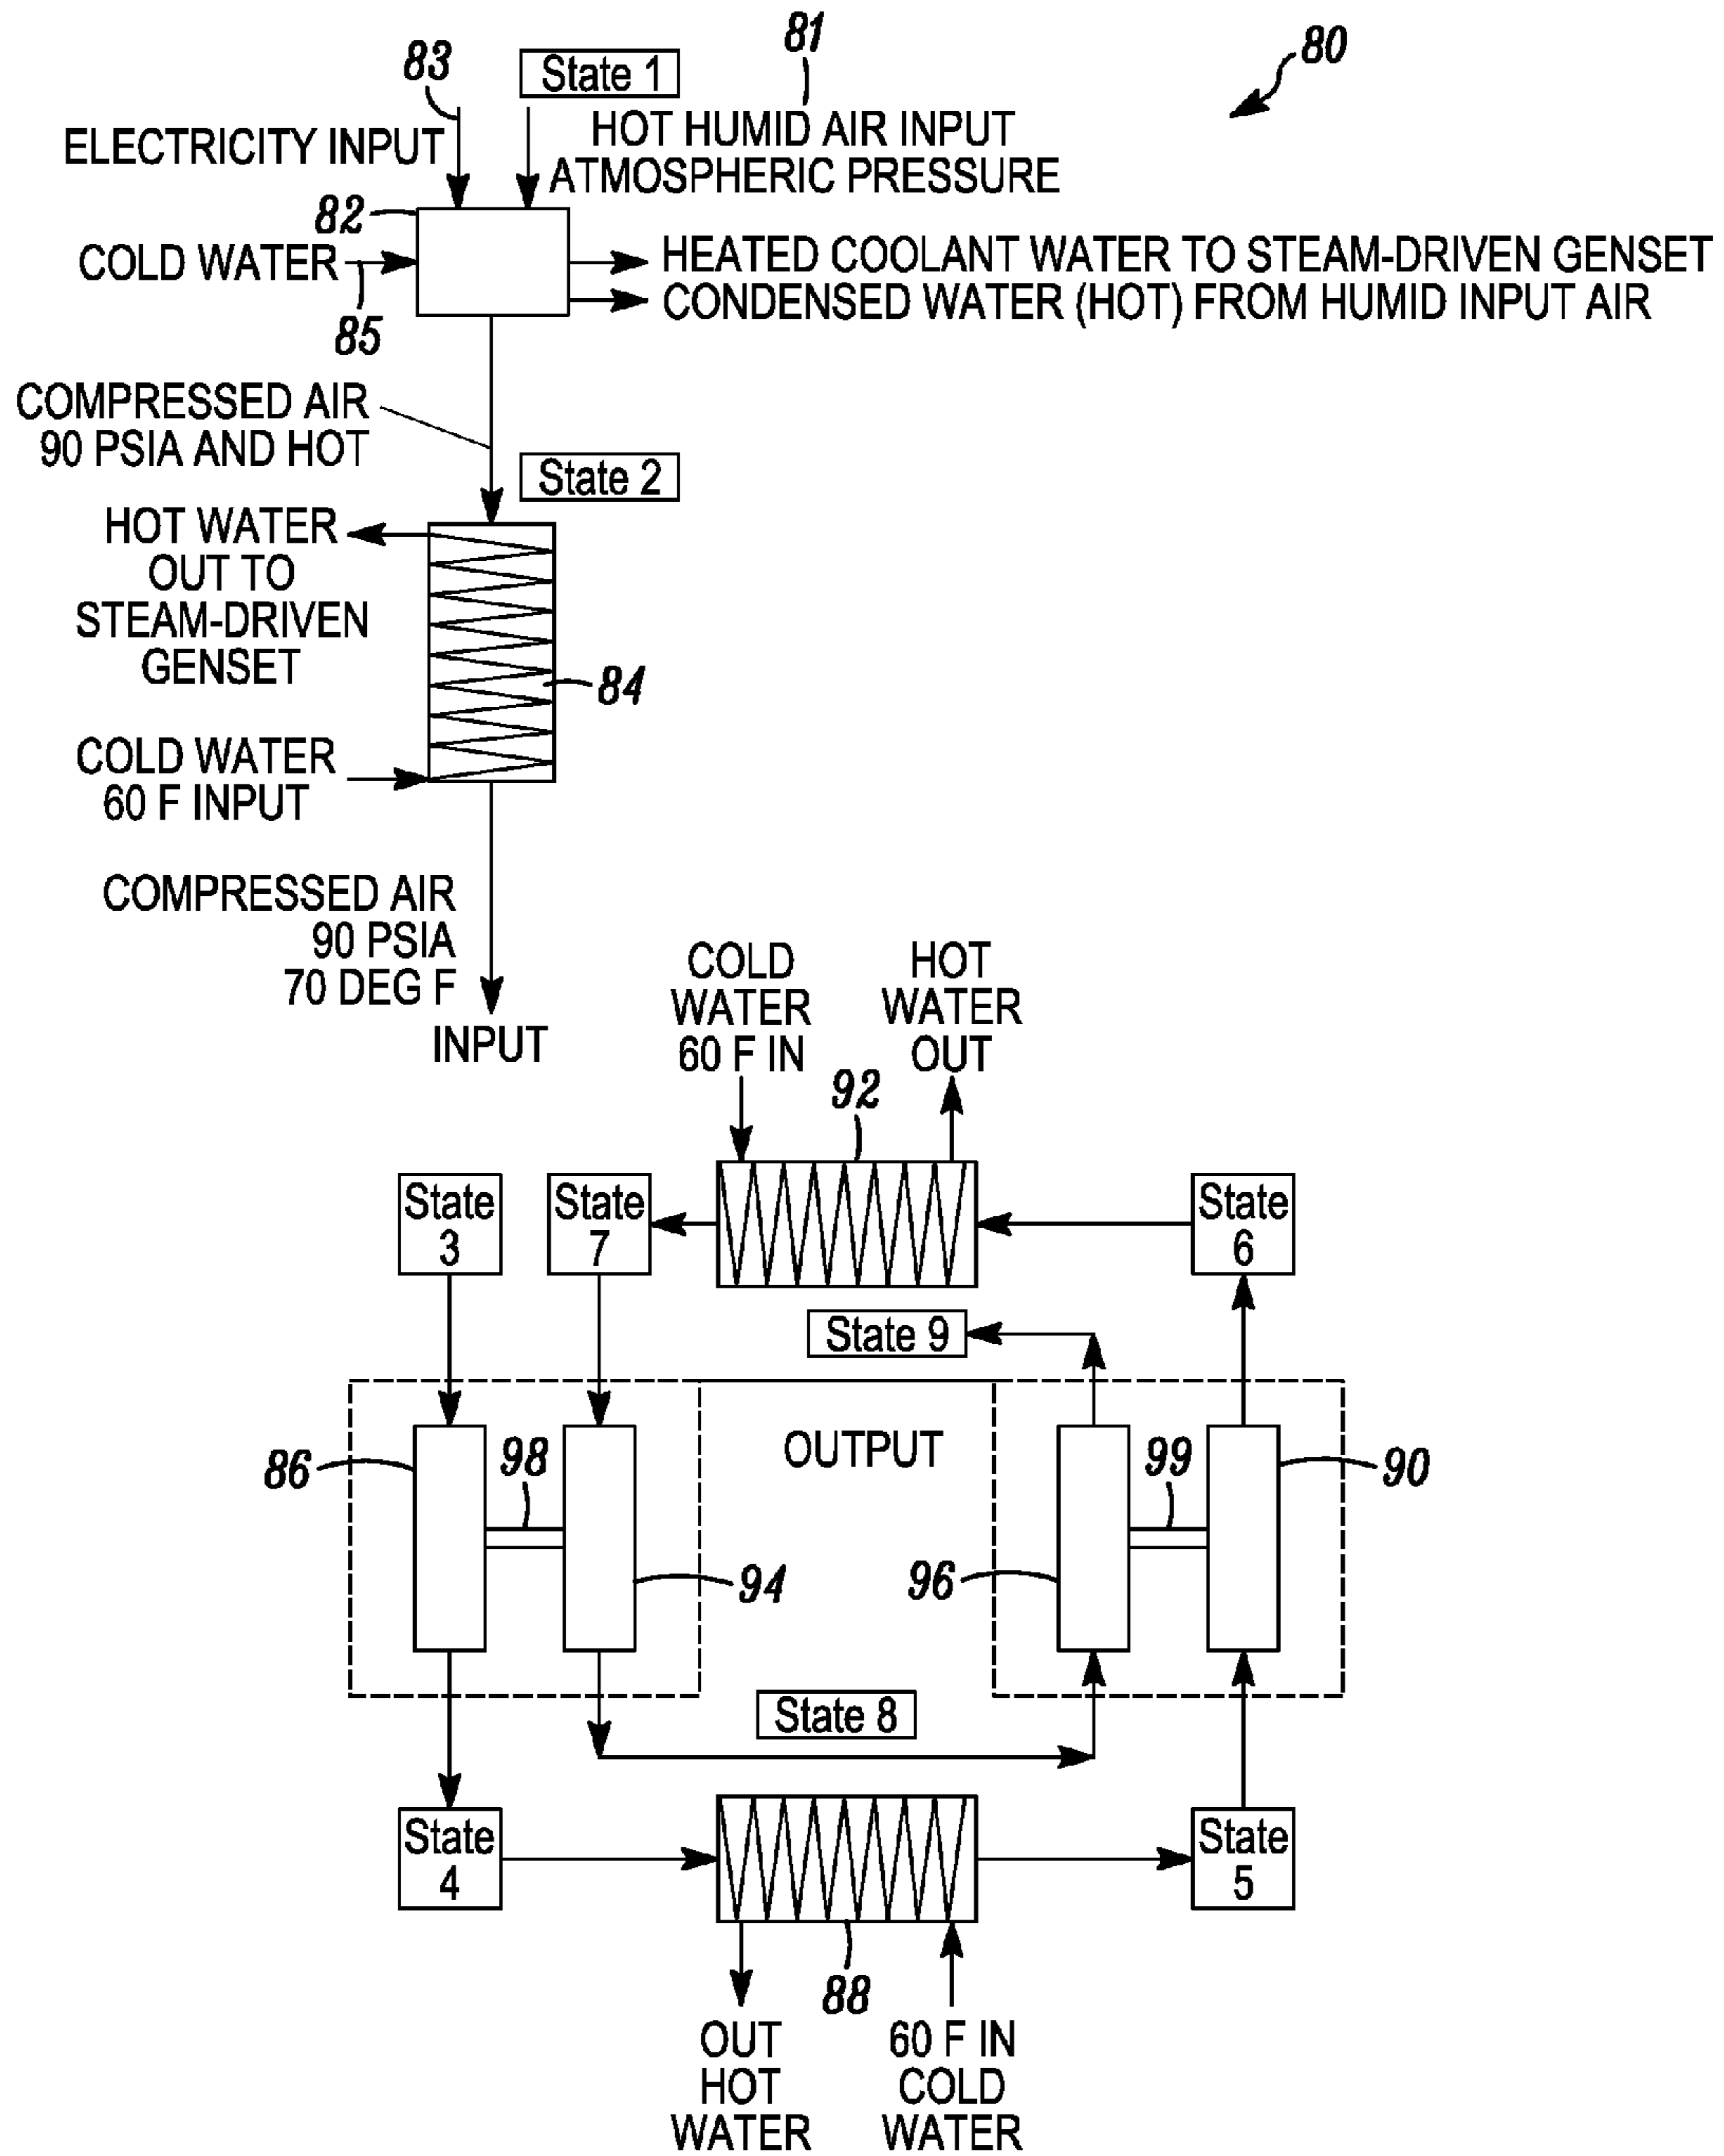 81
83
State 1
80
ELECTRICITY INPUT
HOT HUMID AIR INPUT
ATMOSPHERIC PRESSURE
82
COLD WATER
85
HEATED COOLANT WATER TO STEAM-DRIVEN GENSET
CONDENSED WATER (HOT) FROM HUMID INPUT AIR
COMPRESSED AIR
90 PSIA AND HOT
State 2
HOT WATER
OUT TO
STEAM-DRIVEN
GENSET
84
COLD WATER
60 F INPUT
COMPRESSED AIR
90 PSIA
70 DEG F
INPUT
COLD
WATER
60 F IN
HOT
WATER
OUT
92
State
3
State
7
State
6
State 9
86
98
OUTPUT
99
90
94
96
State 8
State
4
State
5
88
OUT
HOT
WATER
60 F IN
COLD
WATER